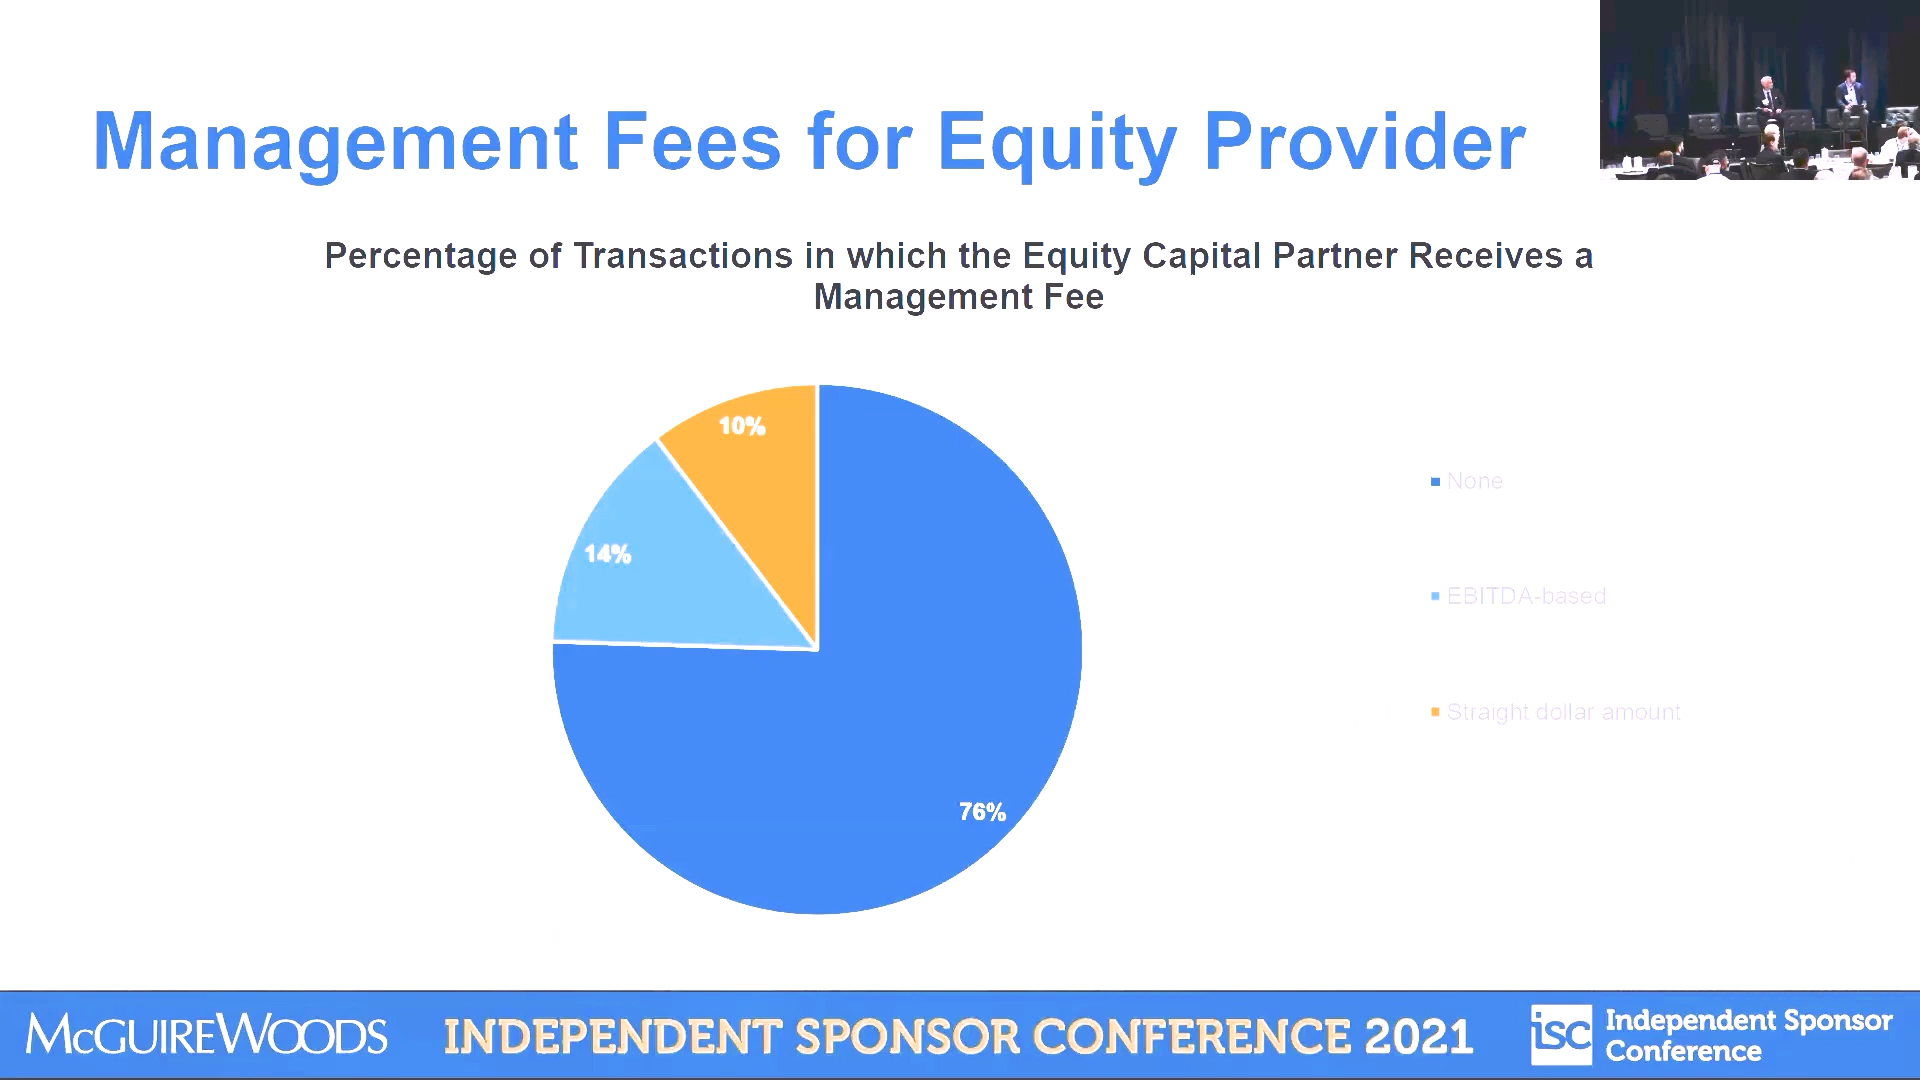 Management Fees for Equity Provider
Percentage of Transactions in which the Equity Capital Partner Receives a
Management Fee
10%
14%
76%
None
EBITDA-based
Straight dollar amount
McGUIREWOODS
INDEPENDENT SPONSOR CONFERENCE 2021
isc
Independent Sponsor
Conference